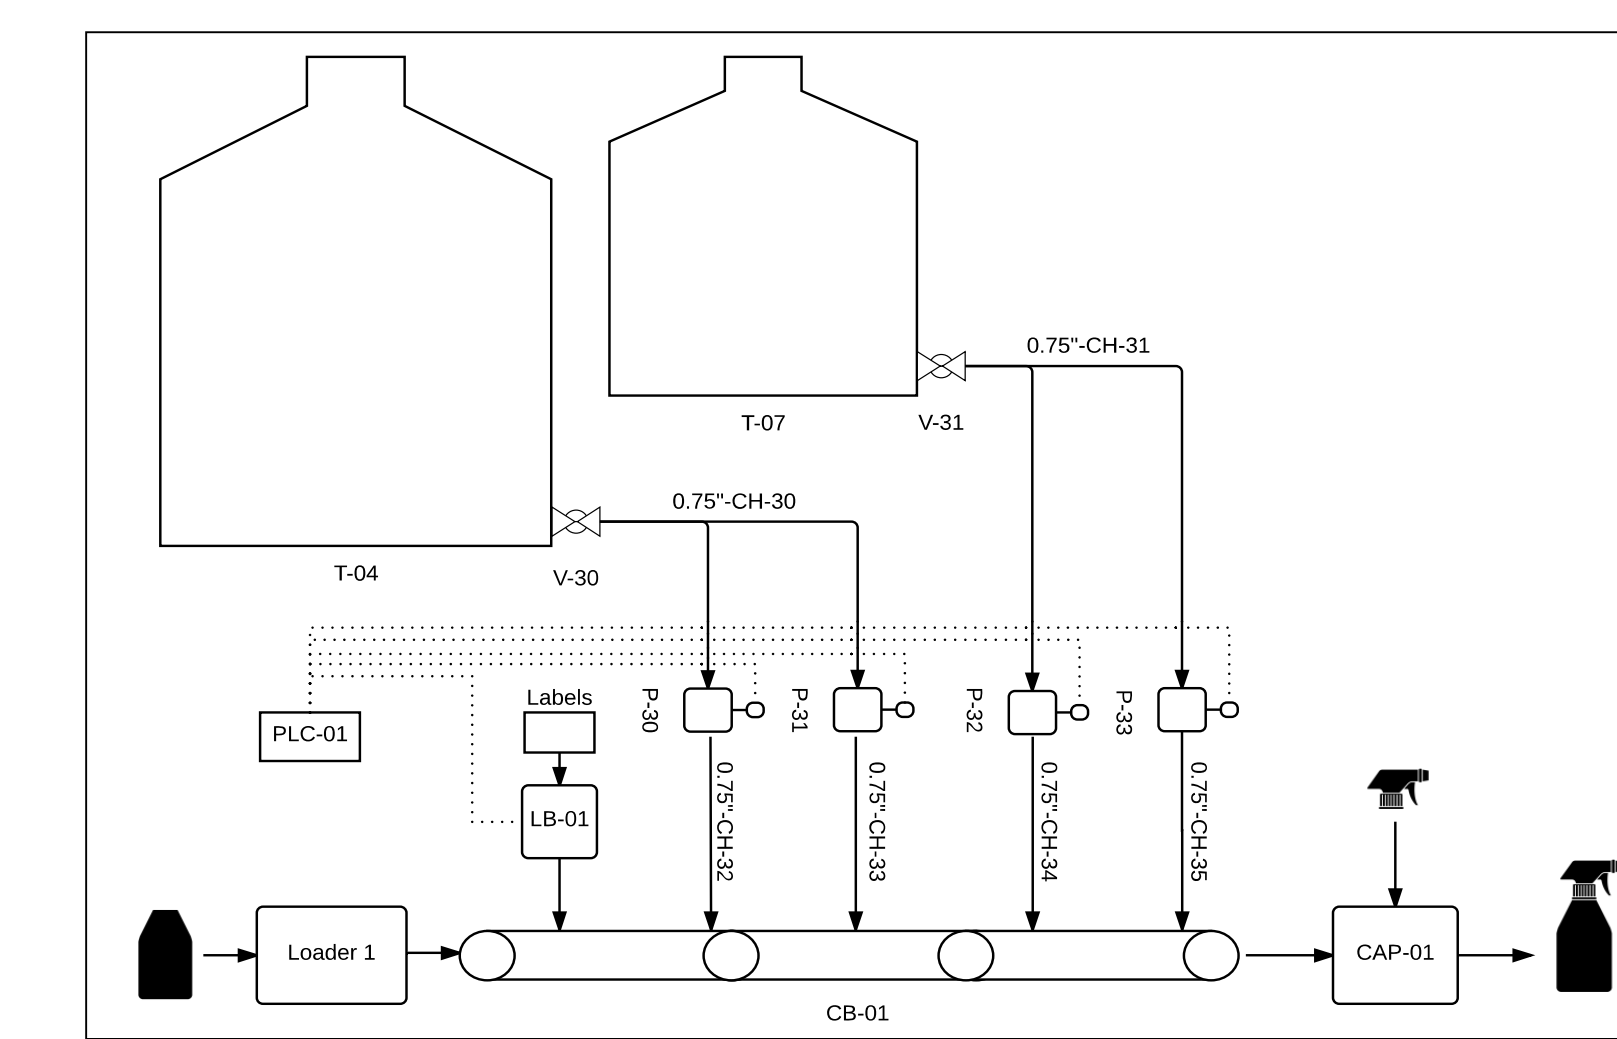 0.75"-CH-31
T-07
V-31
0.75"-CH-30
T-04
V-30
Labels
P-30
P-31
P-32
P-33
PLC-01
LB-01
0.75"-CH-32
0.75"-CH-33
0.75"-CH-34
0.75"-CH-35
Loader 1
CAP-01
CB-01